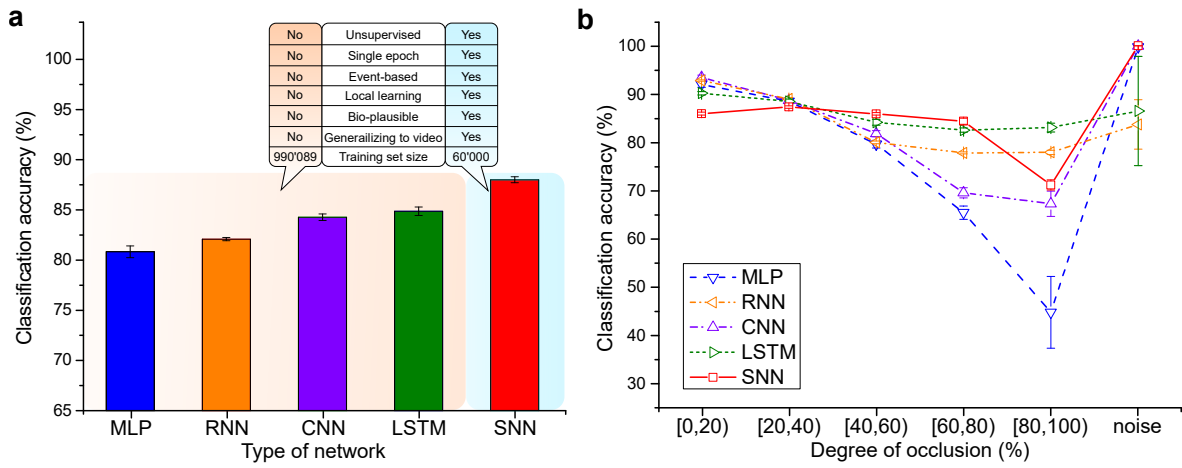 a
Classification accuracy (%)
100
95
90
85
80
75
70
65
No Unsupervised Yes
No Single epoch Yes
No Event-based Yes
No Local learning Yes
No Bio-plausible Yes
No Generailizing to video Yes
990'089 Training set size 60'000
MLP RNN CNN LSTM SNN
Type of network
b
Classification accuracy (%)
100
90
80
70
60
50
40
30
MLP
RNN
CNN
LSTM
SNN
[0,20) [20,40) [40,60) [60,80) [80,100) noise
Degree of occlusion (%)